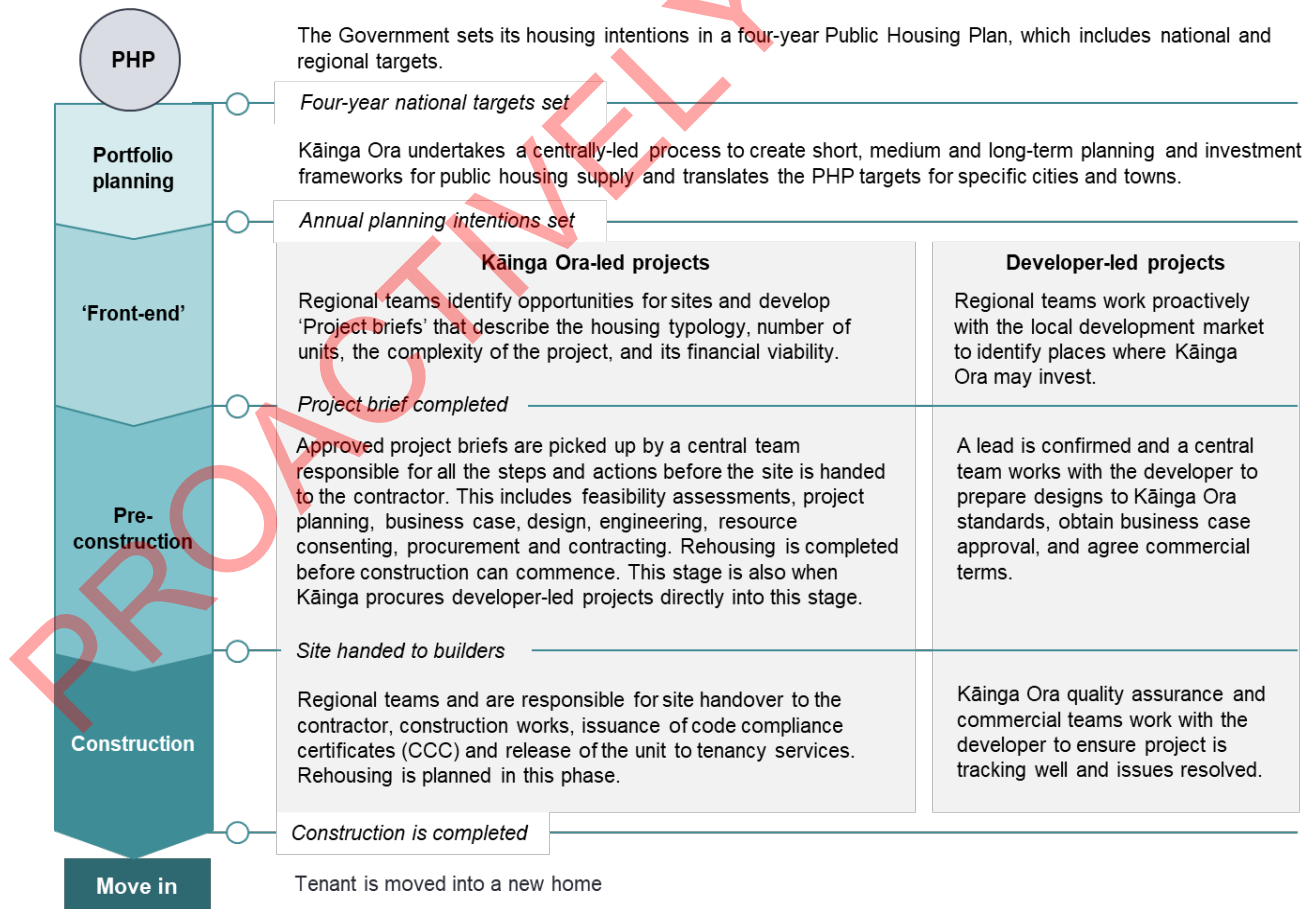 PHP
The Government sets its housing intentions in a four-year Public Housing Plan, which includes national and
regional targets.
Four-year national targets set
Portfolio
planning
Kāinga Ora undertakes a centrally-led process to create short, medium and long-term planning and investment
frameworks for public housing supply and translates the PHP targets for specific cities and towns.
Annual planning intentions set
‘Front-end’
Kāinga Ora-led projects
Regional teams identify opportunities for sites and develop
‘Project briefs’ that describe the housing typology, number of
units, the complexity of the project, and its financial viability.
Developer-led projects
Regional teams work proactively
with the local development market
to identify places where Kāinga
Ora may invest.
Project brief completed
Pre-
construction
Approved project briefs are picked up by a central team
responsible for all the steps and actions before the site is handed
to the contractor. This includes feasibility assessments, project
planning, business case, design, engineering, resource
consenting, procurement and contracting. Rehousing is completed
before construction can commence. This stage is also when
Kāinga procures developer-led projects directly into this stage.
A lead is confirmed and a central
team works with the developer to
prepare designs to Kāinga Ora
standards, obtain business case
approval, and agree commercial
terms.
Site handed to builders
Construction
Regional teams and are responsible for site handover to the
contractor, construction works, issuance of code compliance
certificates (CCC) and release of the unit to tenancy services.
Rehousing is planned in this phase.
Kāinga Ora quality assurance and
commercial teams work with the
developer to ensure project is
tracking well and issues resolved.
Construction is completed
Move in
Tenant is moved into a new home
PROACTIVELY